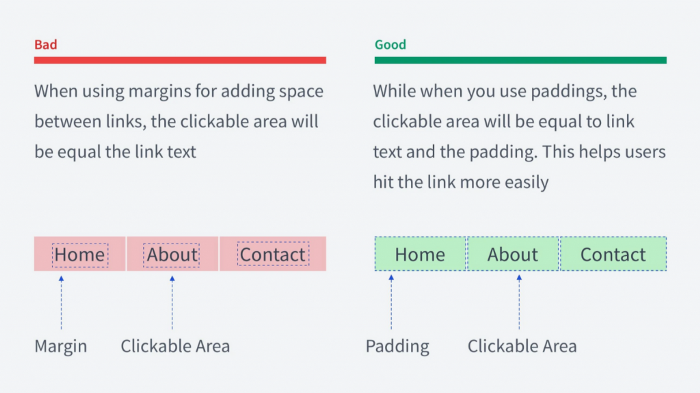 Bad
When using margins for adding space
between links, the clickable area will
be equal the link text
Home About Contact
Margin Clickable Area
Good
While when you use paddings, the
clickable area will be equal to link
text and the padding. This helps users
hit the link more easily
Home About Contact
Padding Clickable Area